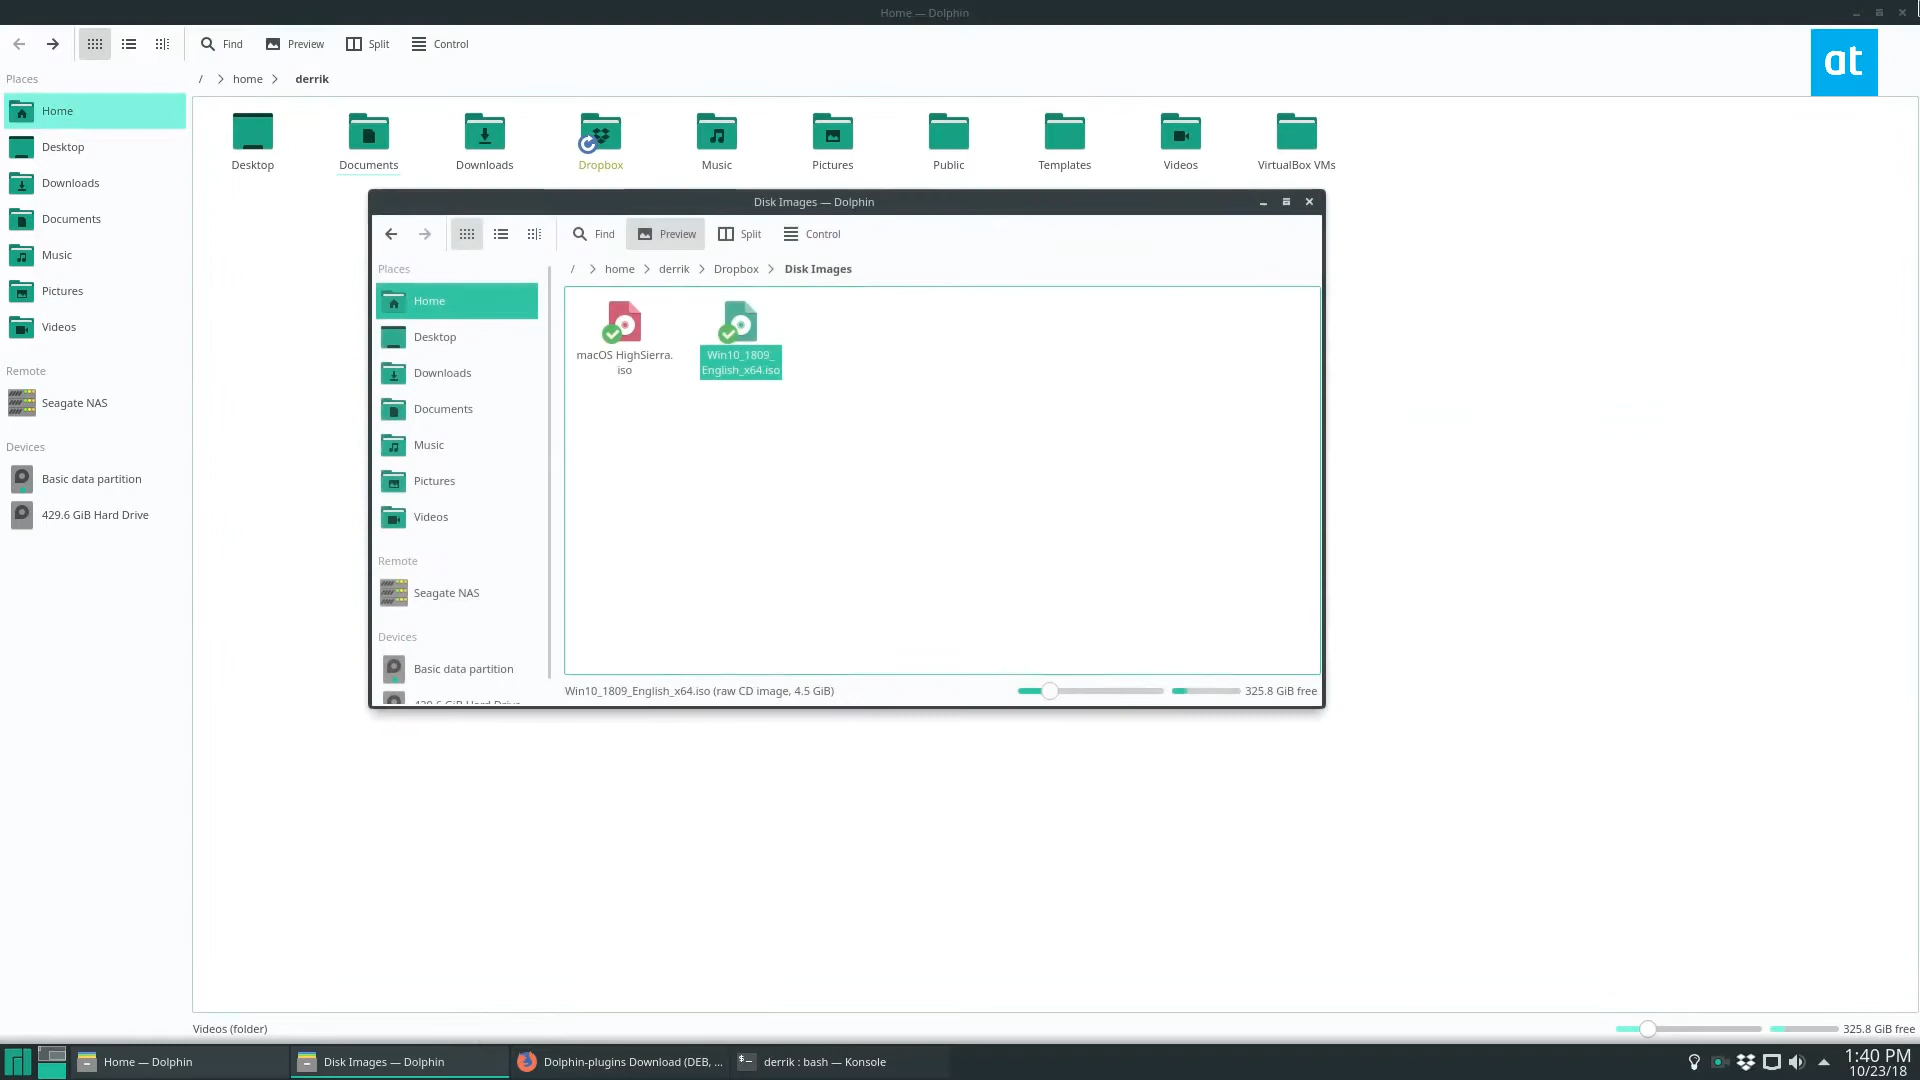 Home — Dolphin
Find
Preview
Split
Control
at
Places
/ > home > derrik
Home
Desktop
Downloads
Documents
Music
Pictures
Videos
Remote
Seagate NAS
Devices
Basic data partition
429.6 GiB Hard Drive
Desktop
Documents
Downloads
Dropbox
Music
Pictures
Public
Templates
Videos
VirtualBox VMs
Disk Images — Dolphin
Find
Preview
Split
Control
Places
/ > home > derrik > Dropbox > Disk Images
Home
Desktop
Downloads
Documents
Music
Pictures
Videos
Remote
Seagate NAS
Devices
Basic data partition
429.6 GiB Hard Drive
macOS HighSierra.
iso
Win10_1809_
English_x64.iso
Win10_1809_English_x64.iso (raw CD image, 4.5 GiB)
325.8 GiB free
Videos (folder)
325.8 GiB free
Home — Dolphin
Disk Images — Dolphin
Dolphin-plugins Download (DEB, ...
derrik : bash — Konsole
1:40 PM
10/23/18